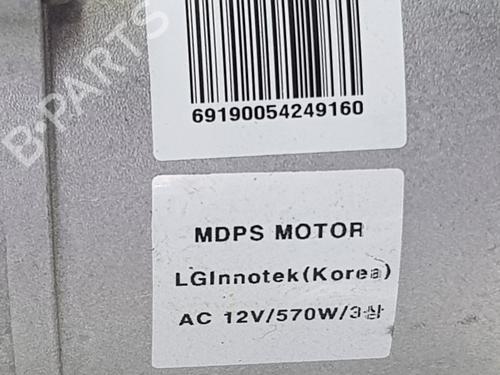 B-PARTS
69190054249160
MDPS MOTOR
LGInnotek(Korea)
AC 12V/570W/3상